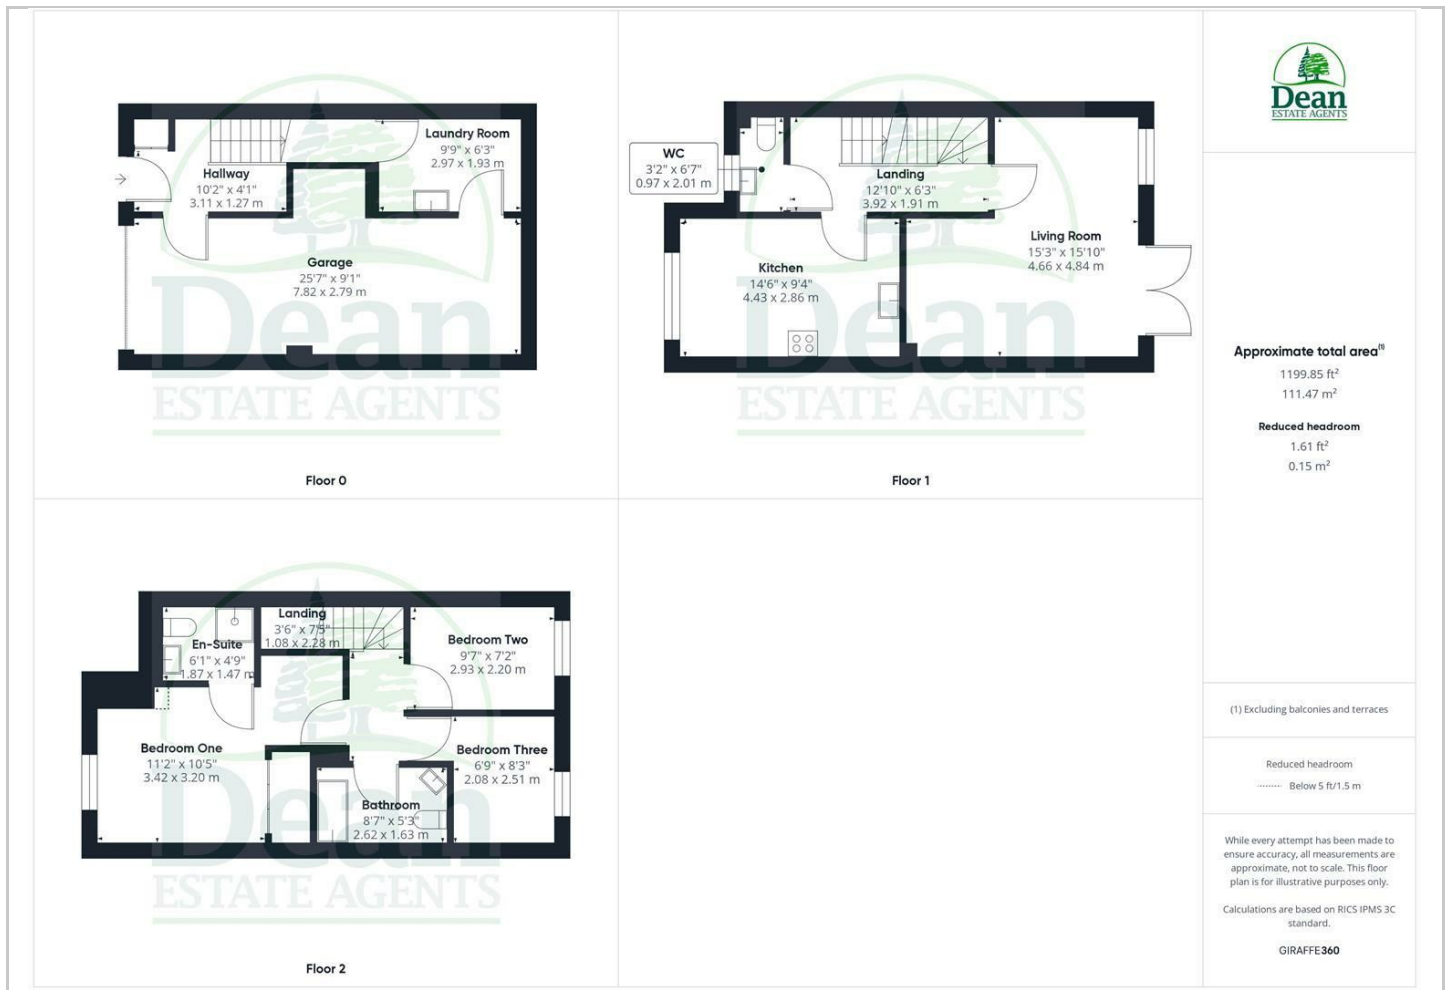 Laundry Room
9'9" x 6'3"
2.97 x 1.93 m
Hallway
10'2" x 4'1"
3.11 x 1.27 m
Garage
25'7" x 9'1"
7.82 x 2.79 m
Dean
ESTATE AGENTS
Floor 0
WC
3'2" x 6'7"
0.97 x 2.01 m
Landing
12'10" x 6'3"
3.92 x 1.91 m
Living Room
15'3" x 15'10"
4.66 x 4.84 m
Kitchen
14'6" x 9'4"
4.43 x 2.86 m
Dean
ESTATE AGENTS
Floor 1
Landing
3'6" x 7'5"
1.08 x 2.28 m
En-Suite
6'1" x 4'9"
1.87 x 1.47 m
Bedroom Two
9'7" x 7'2"
2.93 x 2.20 m
Bedroom One
11'2" x 10'5"
3.42 x 3.20 m
Bedroom Three
6'9" x 8'3"
2.08 x 2.51 m
Bathroom
8'7" x 5'3"
2.62 x 1.63 m
Dean
ESTATE AGENTS
Floor 2
Dean
ESTATE AGENTS
Approximate total area(1)
1199.85 ft²
111.47 m²
Reduced headroom
1.61 ft²
0.15 m²
(1) Excluding balconies and terraces
Reduced headroom
Below 5 ft/1.5 m
While every attempt has been made to
ensure accuracy, all measurements are
approximate, not to scale. This floor
plan is for illustrative purposes only.
Calculations are based on RICS IPMS 3C
standard.
GIRAFFE360